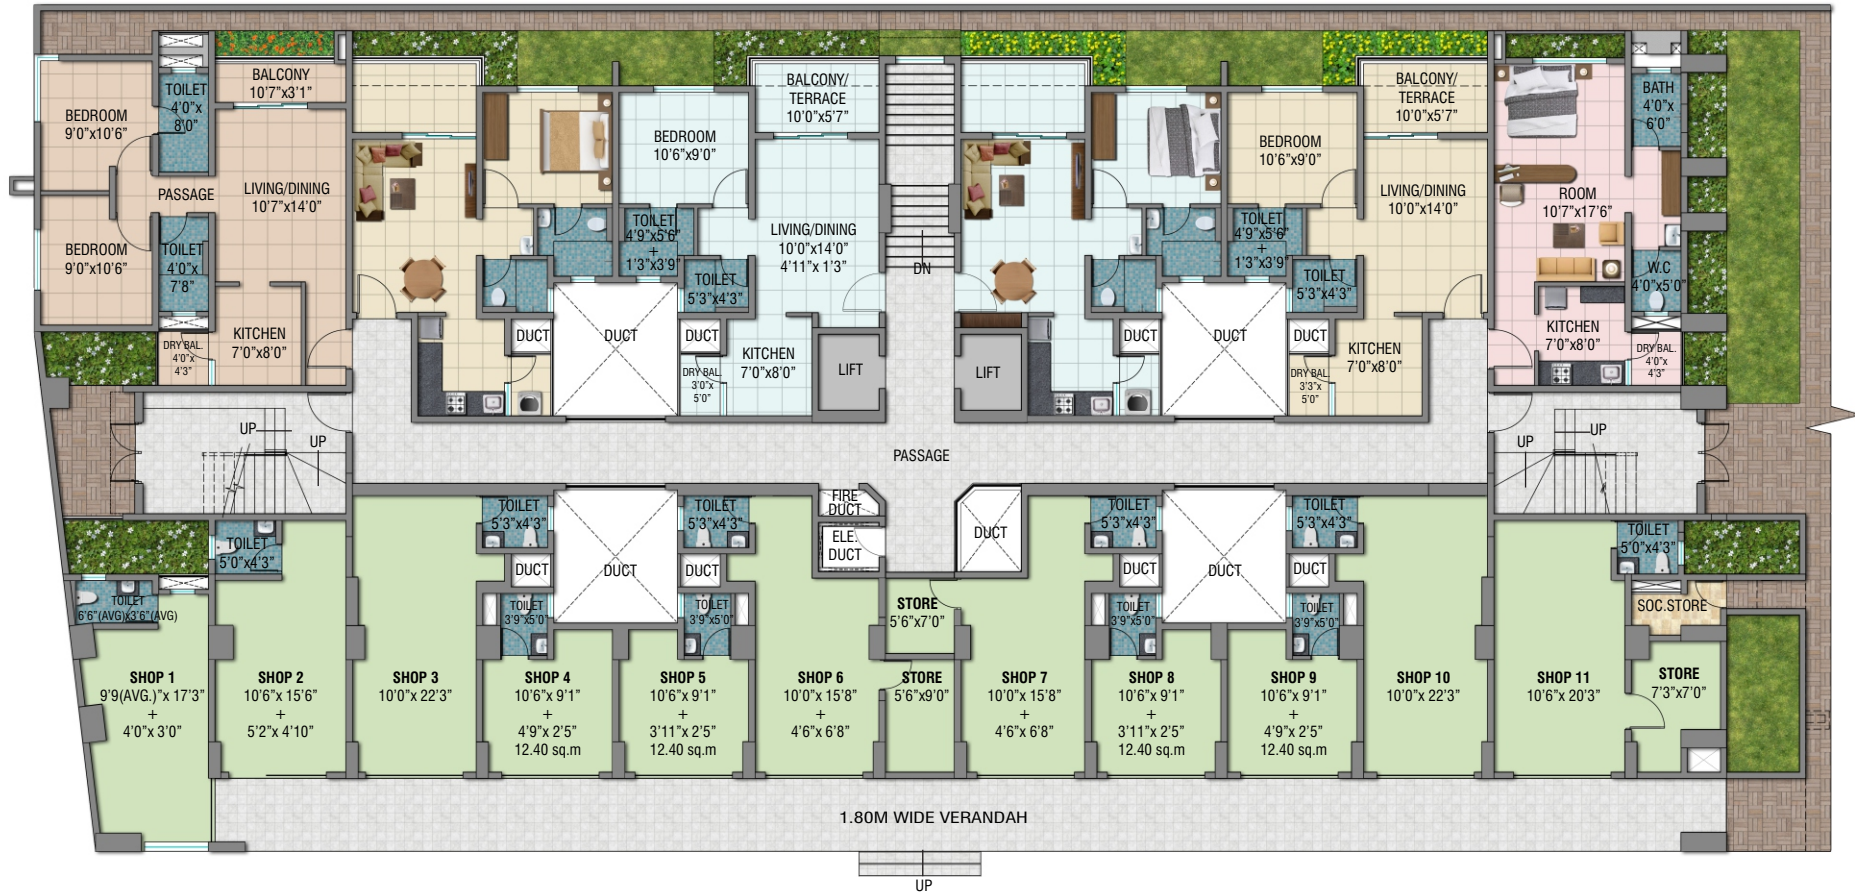 BALCONY
10'7"x3'1"
TOILET
4'0"x
8'0"
BEDROOM
9'0"x10'6"
PASSAGE
LIVING/DINING
10'7"x14'0"
BEDROOM
9'0"x10'6"
TOILET
4'0"x
7'8"
KITCHEN
7'0"x8'0"
DRY BAL.
4'0"x
4'3"
BEDROOM
10'6"x9'0"
BALCONY/
TERRACE
10'0"x5'7"
TOILET
4'9"x5'6"
+
1'3"x3'9"
LIVING/DINING
10'0"x14'0"
4'11"x 1'3"
TOILET
5'3"x4'3"
DUCT
DUCT
DUCT
KITCHEN
7'0"x8'0"
DRY BAL.
3'0"x
5'0"
LIFT
DN
LIFT
BEDROOM
10'6"x9'0"
BALCONY/
TERRACE
10'0"x5'7"
TOILET
4'9"x5'6"
+
1'3"x3'9"
LIVING/DINING
10'0"x14'0"
TOILET
5'3"x4'3"
DUCT
DUCT
DUCT
KITCHEN
7'0"x8'0"
DRY BAL.
3'3"x
5'0"
BATH
4'0"x
6'0"
ROOM
10'7"x17'6"
W.C
4'0"x5'0"
KITCHEN
7'0"x8'0"
DRY BAL.
4'0"x
4'3"
UP
UP
PASSAGE
UP
UP
TOILET
5'0"x4'3"
TOILET
6'6"(AVG)x3'6"(AVG)
TOILET
5'3"x4'3"
DUCT
DUCT
TOILET
3'9"x5'0"
TOILET
5'3"x4'3"
DUCT
TOILET
3'9"x5'0"
FIRE
DUCT
ELE.
DUCT
DUCT
TOILET
5'3"x4'3"
DUCT
DUCT
TOILET
3'9"x5'0"
TOILET
5'3"x4'3"
DUCT
TOILET
3'9"x5'0"
TOILET
5'0"x4'3"
SOC.STORE
STORE
5'6"x7'0"
SHOP 1
9'9(AVG.)"x 17'3"
+
4'0"x 3'0"
SHOP 2
10'6"x 15'6"
+
5'2"x 4'10"
SHOP 3
10'0"x 22'3"
SHOP 4
10'6"x 9'1"
+
4'9"x 2'5"
12.40 sq.m
SHOP 5
10'6"x 9'1"
+
3'11"x 2'5"
12.40 sq.m
SHOP 6
10'0"x 15'8"
+
4'6"x 6'8"
STORE
5'6"x9'0"
SHOP 7
10'0"x 15'8"
+
4'6"x 6'8"
SHOP 8
10'6"x 9'1"
+
3'11"x 2'5"
12.40 sq.m
SHOP 9
10'6"x 9'1"
+
4'9"x 2'5"
12.40 sq.m
SHOP 10
10'0"x 22'3"
SHOP 11
10'6"x 20'3"
STORE
7'3"x7'0"
1.80M WIDE VERANDAH
UP